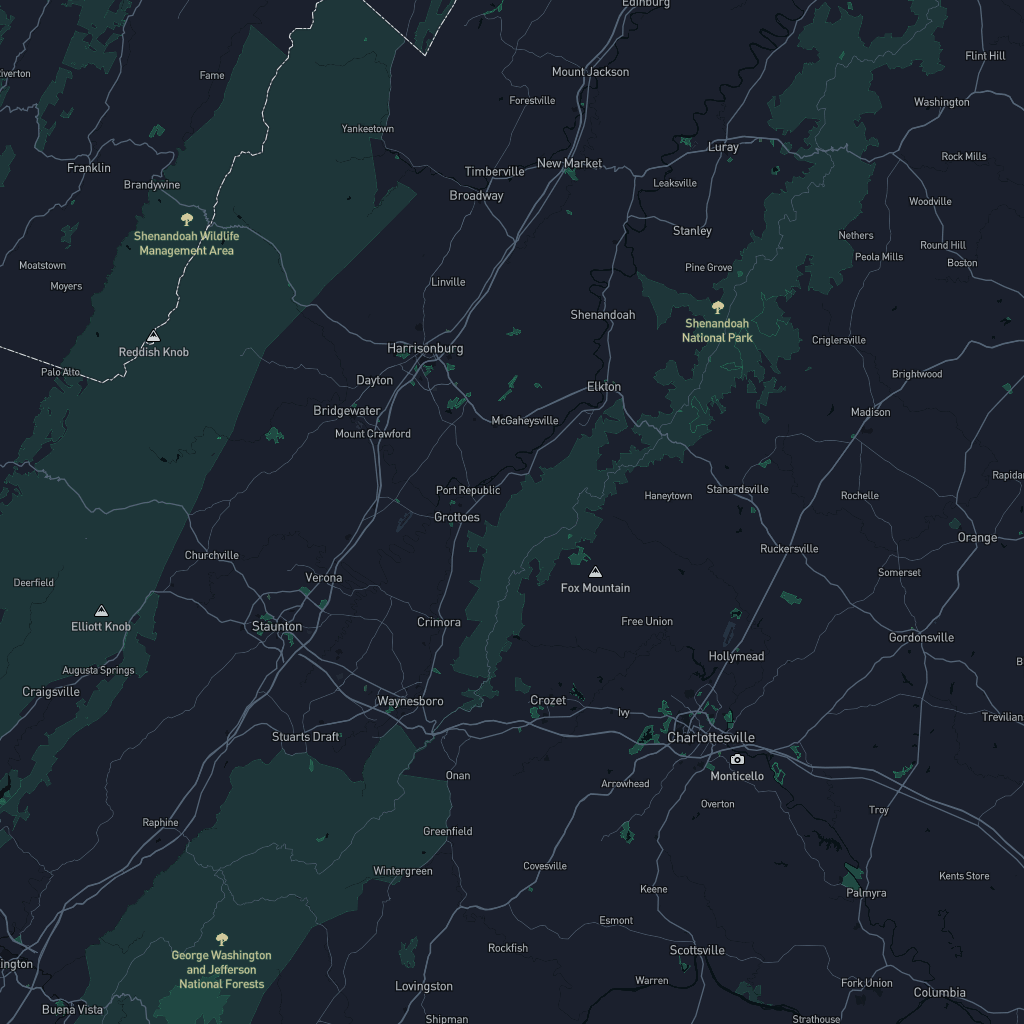 Edinburg
Flint Hill
Mount Jackson
Riverton
Fame
Forestville
Washington
Yankeetown
Luray
Rock Mills
New Market
Franklin
Timberville
Brandywine
Leaksville
Broadway
Woodville
Stanley
Nethers
Shenandoah Wildlife
Management Area
Round Hill
Peola Mills
Boston
Moatstown
Pine Grove
Moyers
Linville
Shenandoah
Shenandoah
National Park
Criglersville
Reddish Knob
Harrisonburg
Palo Alto
Brightwood
Dayton
Elkton
Bridgewater
Madison
McGaheysville
Mount Crawford
Rapidan
Port Republic
Stanardsville
Haneytown
Rochelle
Grottoes
Orange
Ruckersville
Churchville
Somerset
Deerfield
Verona
Fox Mountain
Elliott Knob
Staunton
Crimora
Free Union
Gordonsville
Hollymead
Augusta Springs
Craigsville
Waynesboro
Crozet
Ivy
Trevilians
Stuarts Draft
Charlottesville
Onan
Monticello
Arrowhead
Overton
Troy
Raphine
Greenfield
Covesville
Wintergreen
Kents Store
Keene
Palmyra
Esmont
George Washington
and Jefferson
National Forests
Rockfish
Scottsville
ington
Warren
Fork Union
Lovingston
Columbia
Buena Vista
Shipman
Strathouse